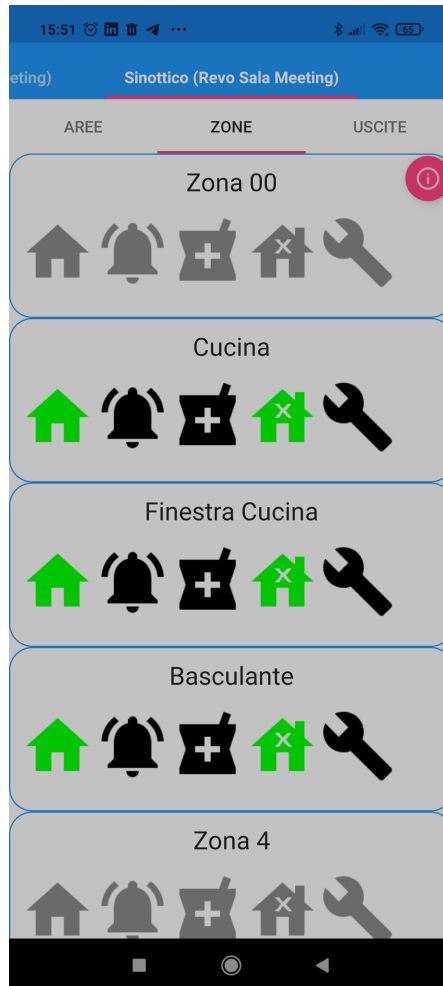 15:51
65
eting)
Sinottico (Revo Sala Meeting)
AREE ZONE USCITE
Zona 00
Cucina
Finestra Cucina
Basculante
Zona 4